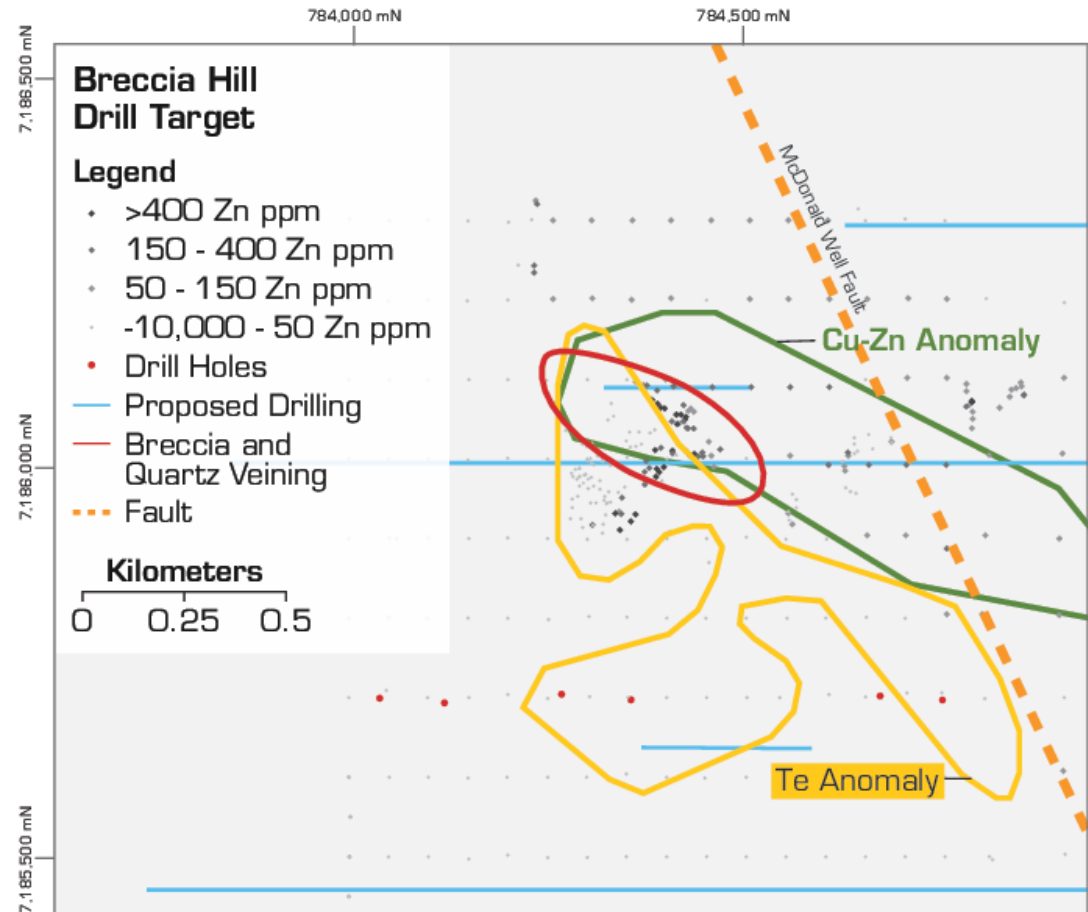 784,000 mN
784,500 mN
7,186,500 mN
7,186,000 mN
7,185,500 mN
Breccia Hill
Drill Target
Legend
>400 Zn ppm
150 - 400 Zn ppm
50 - 150 Zn ppm
-10,000 - 50 Zn ppm
Drill Holes
Proposed Drilling
Breccia and
Quartz Veining
Fault
Kilometers
0 0.25 0.5
McDonald Well Fault
Cu-Zn Anomaly
Te Anomaly